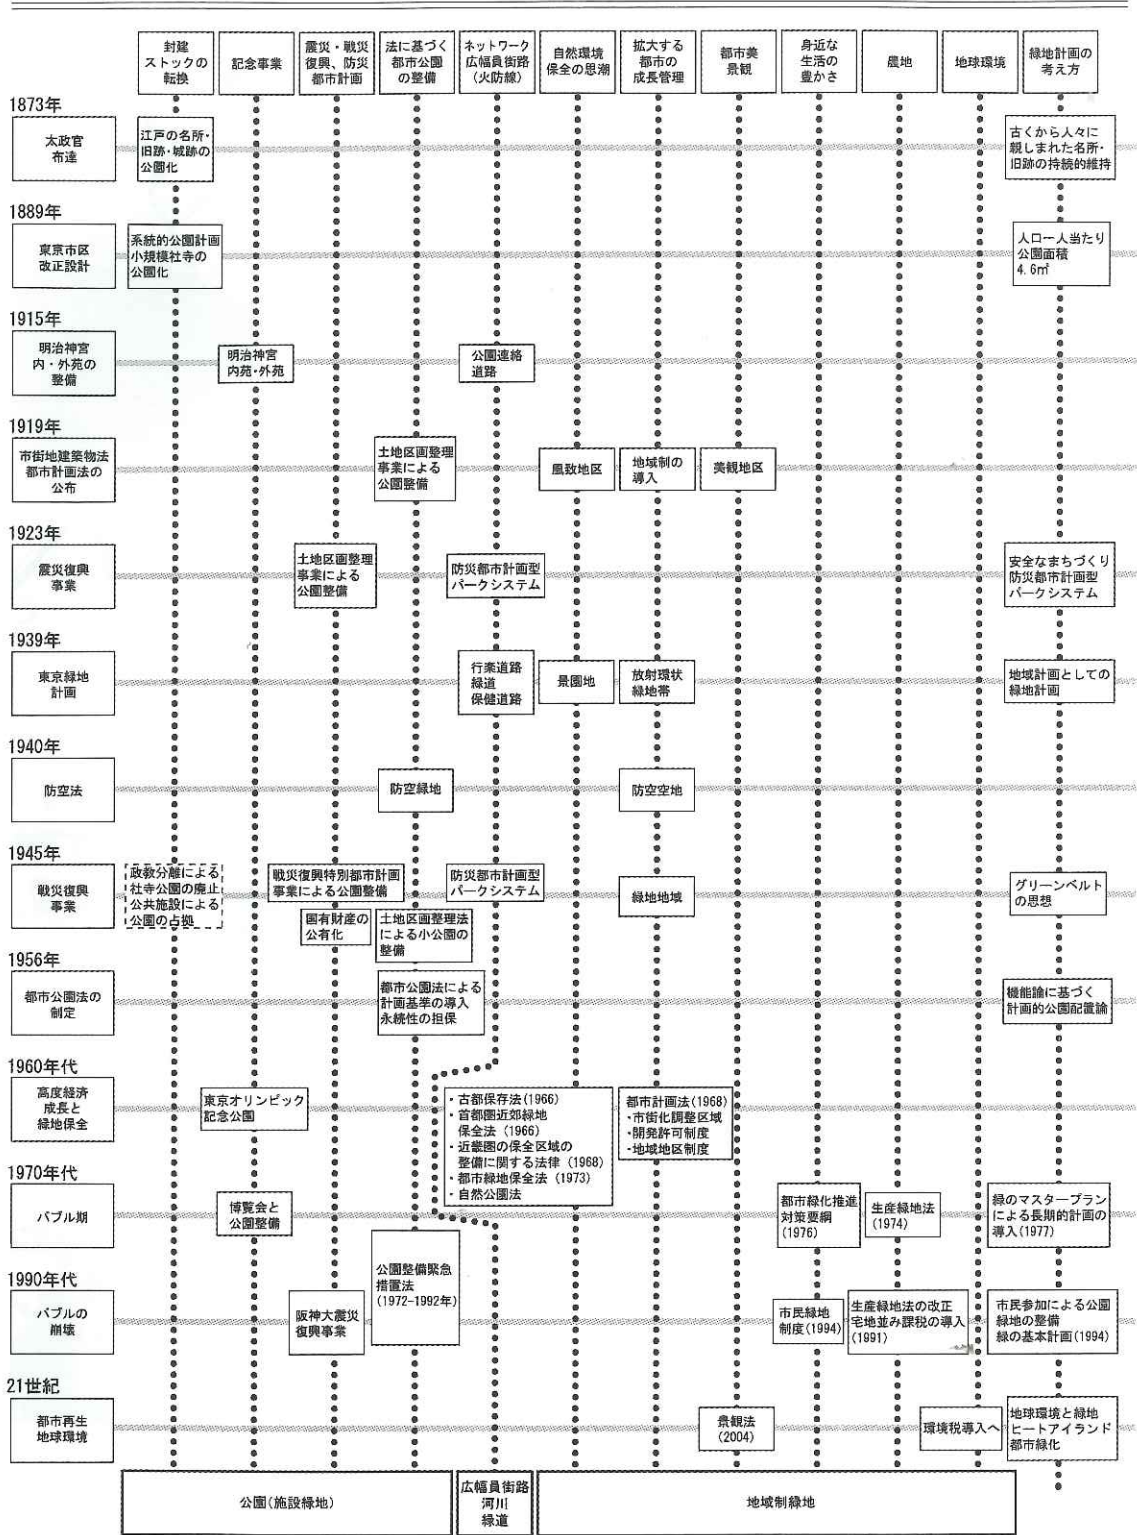 封建
ストックの
転換
記念事業
震災・戦災
復興、防災
都市計画
法に基づく
都市公園
の整備
ネットワーク
広幅員街路
(火防線)
自然環境
保全の思潮
拡大する
都市の
成長管理
都市美
景観
身近な
生活の
豊かさ
農地
地球環境
緑地計画の
考え方
1873年
太政官
布達
江戸の名所・
旧跡・城跡の
公園化
古くから人々に
親しまれた名所・
旧跡の持続的維持
1889年
東京市区
改正設計
系統的公園計画
小規模社寺の
公園化
人口一人当たり
公園面積
4.6㎡
1915年
明治神宮
内・外苑の
整備
明治神宮
内苑・外苑
公園連絡
道路
1919年
市街地建築物法
都市計画法の
公布
土地区画整理
事業による
公園整備
風致地区
地域制の
導入
美観地区
1923年
震災復興
事業
土地区画整理
事業による
公園整備
防災都市計画型
パークシステム
安全なまちづくり
防災都市計画型
パークシステム
1939年
東京緑地
計画
行楽道路
緑道
保健道路
景園地
放射環状
緑地帯
地域計画としての
緑地計画
1940年
防空法
防空緑地
防空空地
1945年
戦災復興
事業
政教分離による
社寺公園の廃止
公共施設による
公園の占拠
戦災復興特別都市計画
事業による公園整備
国有財産の
公有化
土地区画整理法
による小公園の
整備
防災都市計画型
パークシステム
緑地地域
グリーンベルト
の思想
1956年
都市公園法の
制定
都市公園法による
計画基準の導入
永続性の担保
機能論に基づく
計画的公園配置論
1960年代
高度経済
成長と
緑地保全
東京オリンピック
記念公園
・古都保存法(1966)
・首都圏近郊緑地
保全法(1966)
・近畿圏の保全区域の
整備に関する法律(1968)
・都市緑地保全法(1973)
・自然公園法
都市計画法(1968)
・市街化調整区域
・開発許可制度
・地域地区制度
1970年代
バブル期
博覧会と
公園整備
都市緑化推進
対策要綱
(1976)
生産緑地法
(1974)
緑のマスタープラン
による長期的計画の
導入(1977)
1990年代
バブルの
崩壊
阪神大震災
復興事業
公園整備緊急
措置法
(1972-1992年)
市民緑地
制度(1994)
生産緑地法の改正
宅地並み課税の導入
(1991)
市民参加による公園
緑地の整備
緑の基本計画(1994)
21世紀
都市再生
地球環境
景観法
(2004)
環境税導入へ
地球環境と緑地
ヒートアイランド
都市緑化
公園(施設緑地)
広幅員街路
河川
緑道
地域制緑地